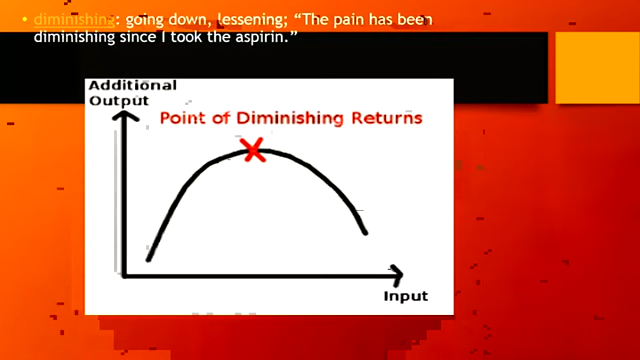 • diminishing: going down, lessening; “The pain has been
diminishing since I took the aspirin.”
Additional
Output
Point of Diminishing Returns
Input